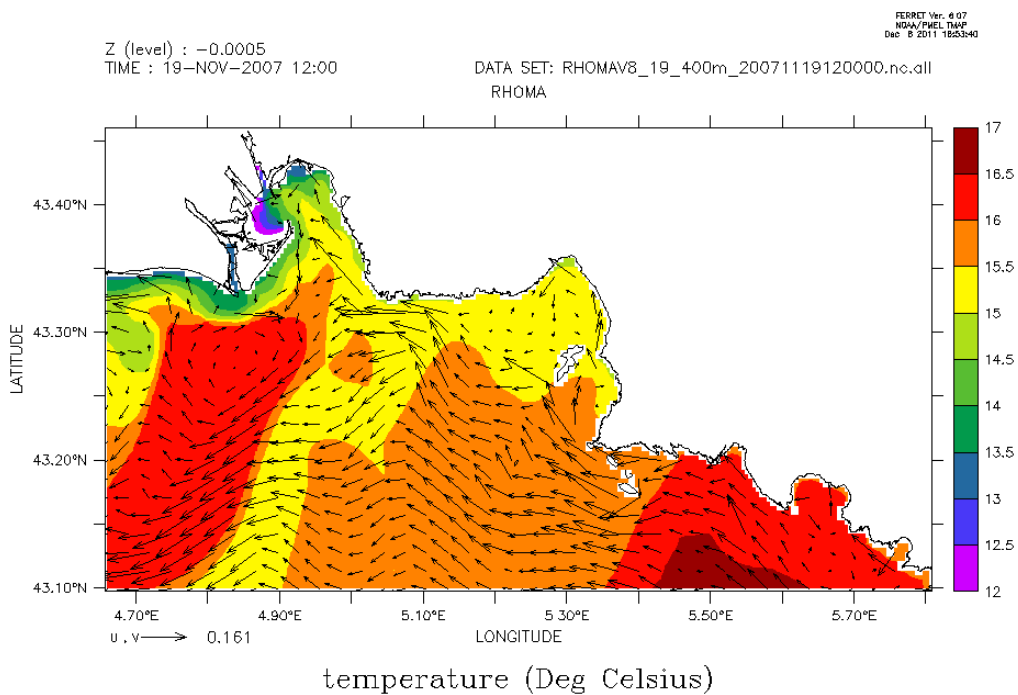 FERRET Ver. 6.07
NOAA/PMEL TMAP
Dec 8 2011 18:53:40
Z (level) : -0.0005
TIME : 19-NOV-2007 12:00
DATA SET: RHOMAV8_19_400m_20071119120000.nc.all
RHOMA
43.40°N
43.30°N
43.20°N
43.10°N
LATITUDE
4.70°E 4.90°E 5.10°E 5.30°E 5.50°E 5.70°E
LONGITUDE
u,v 0.161
17
16.5
16
15.5
15
14.5
14
13.5
13
12.5
12
temperature (Deg Celsius)